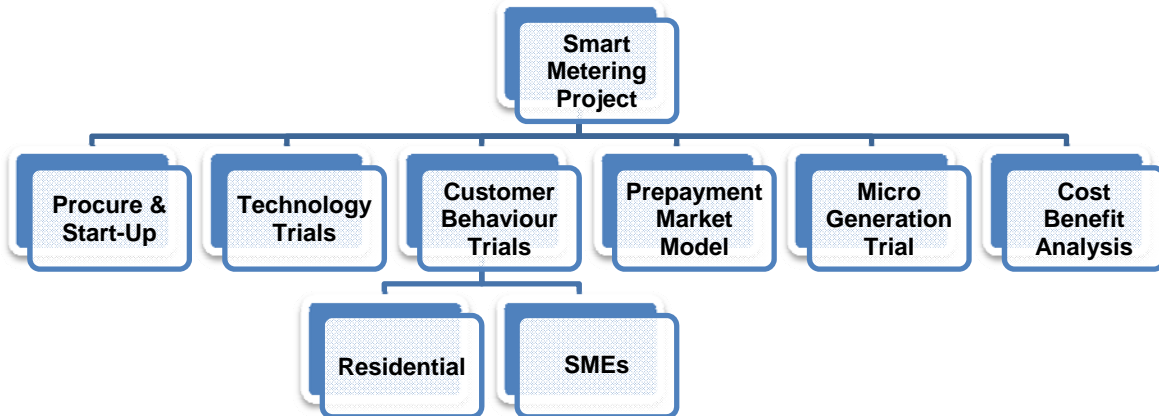 Smart
Metering
Project
Procure &
Start-Up
Technology
Trials
Customer
Behaviour
Trials
Prepayment
Market
Model
Micro
Generation
Trial
Cost
Benefit
Analysis
Residential
SMEs